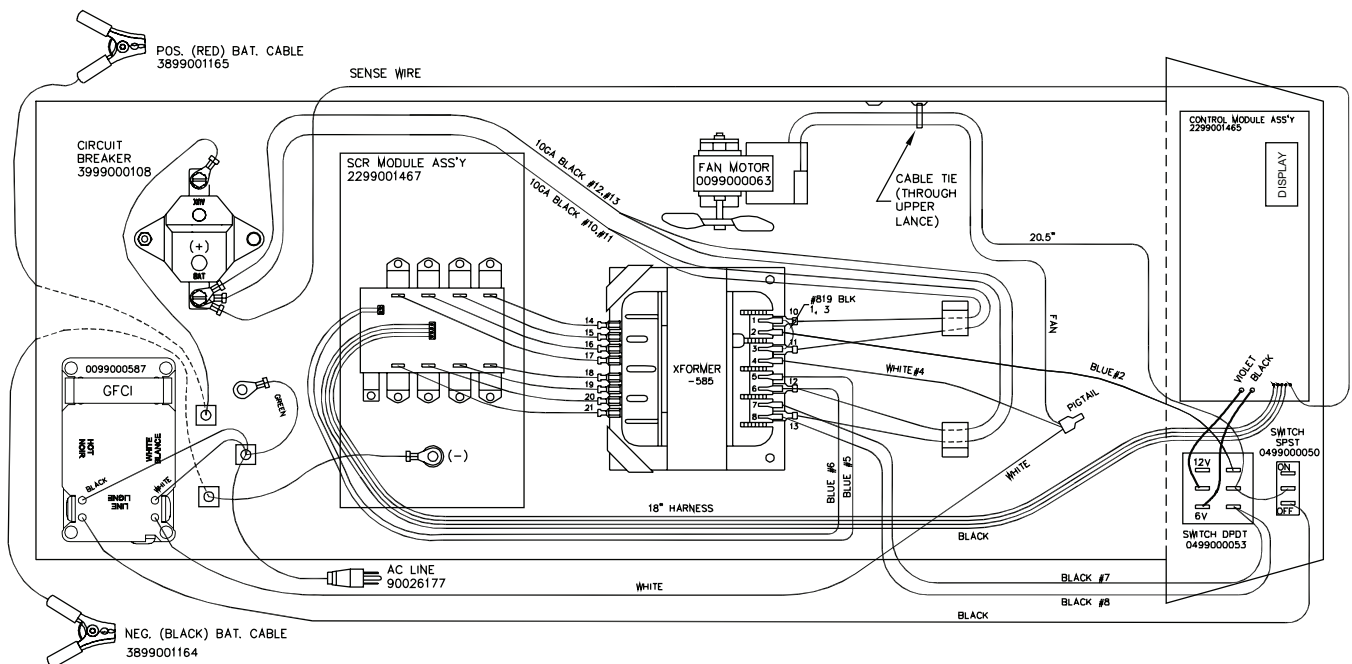 POS. (RED) BAT. CABLE
3899001165
SENSE WIRE
CIRCUIT
BREAKER
3999000108
AUX
(+)
BAT
SCR MODULE ASS'Y
2299001467
10GA BLACK #12,#13
10GA BLACK #10,#11
FAN MOTOR
0099000063
CABLE TIE
(THROUGH
UPPER
LANCE)
CONTROL MODULE ASS'Y
2299001465
DISPLAY
20.5"
FAN
14
15
16
17
18
19
20
21
XFORMER
-585
1
2
3
4
5
6
7
8
10
11
12
13
#819 BLK
1, 3
WHITE#4
BLUE#2
PIGTAIL
VIOLET
BLACK
0099000587
GFCI
HOT
NOIR
WHITE
BLANCHE
BLACK
WHITE
LINE
LIGNE
GREEN
(-)
BLUE #6
BLUE #5
WHITE
18" HARNESS
BLACK
SWITCH
SPST
0499000050
ON
OFF
12V
6V
SWITCH DPDT
0499000053
AC LINE
90026177
WHITE
BLACK #7
BLACK #8
BLACK
NEG. (BLACK) BAT. CABLE
3899001164